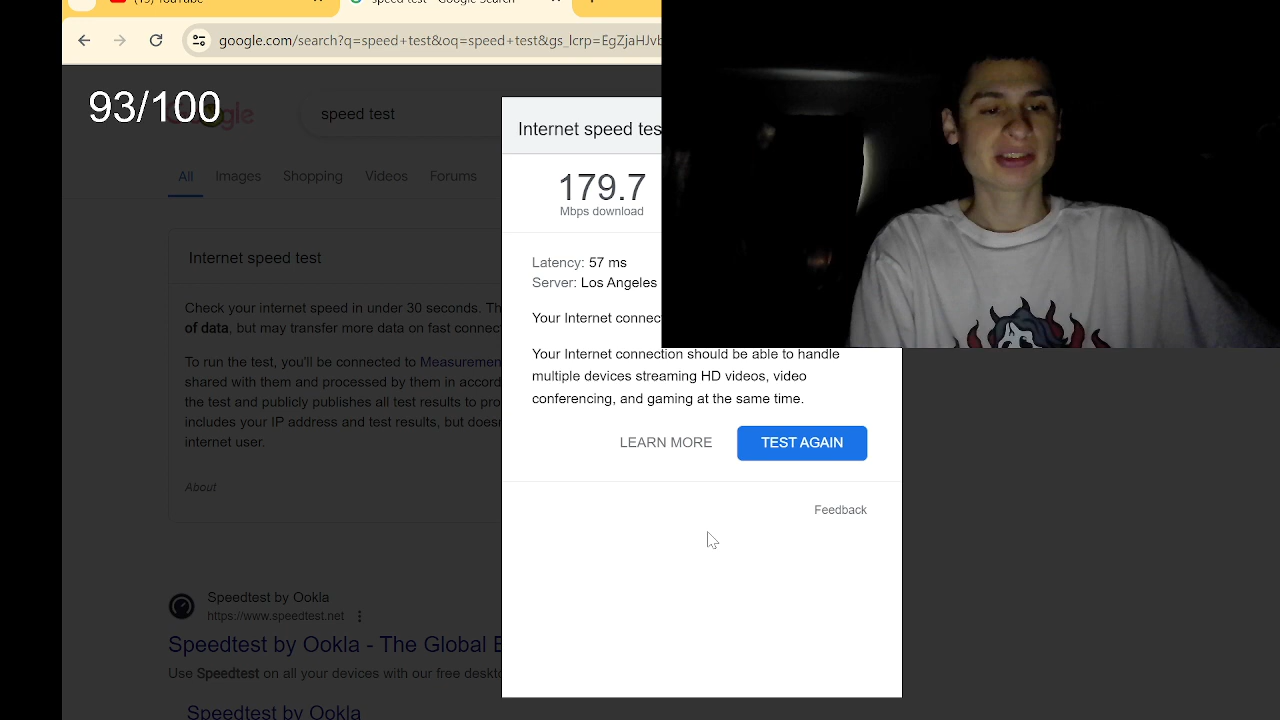 (19) YouTube
speed test - Google Search
google.com/search?q=speed+test&oq=speed+test&gs_lcrp=EgZjaHJvb
93/100
Google
speed test
All Images Shopping Videos Forums
Internet speed test
Check your internet speed in under 30 seconds. Th
of data, but may transfer more data on fast connec
To run the test, you'll be connected to Measuremen
shared with them and processed by them in accord
the test and publicly publishes all test results to pro
includes your IP address and test results, but doesn
internet user.
About
Speedtest by Ookla
https://www.speedtest.net
Speedtest by Ookla - The Global B
Use Speedtest on all your devices with our free deskto
Speedtest by Ookla
Internet speed tes
179.7
Mbps download
Latency: 57 ms
Server: Los Angeles
Your Internet connec
Your Internet connection should be able to handle
multiple devices streaming HD videos, video
conferencing, and gaming at the same time.
LEARN MORE TEST AGAIN
Feedback